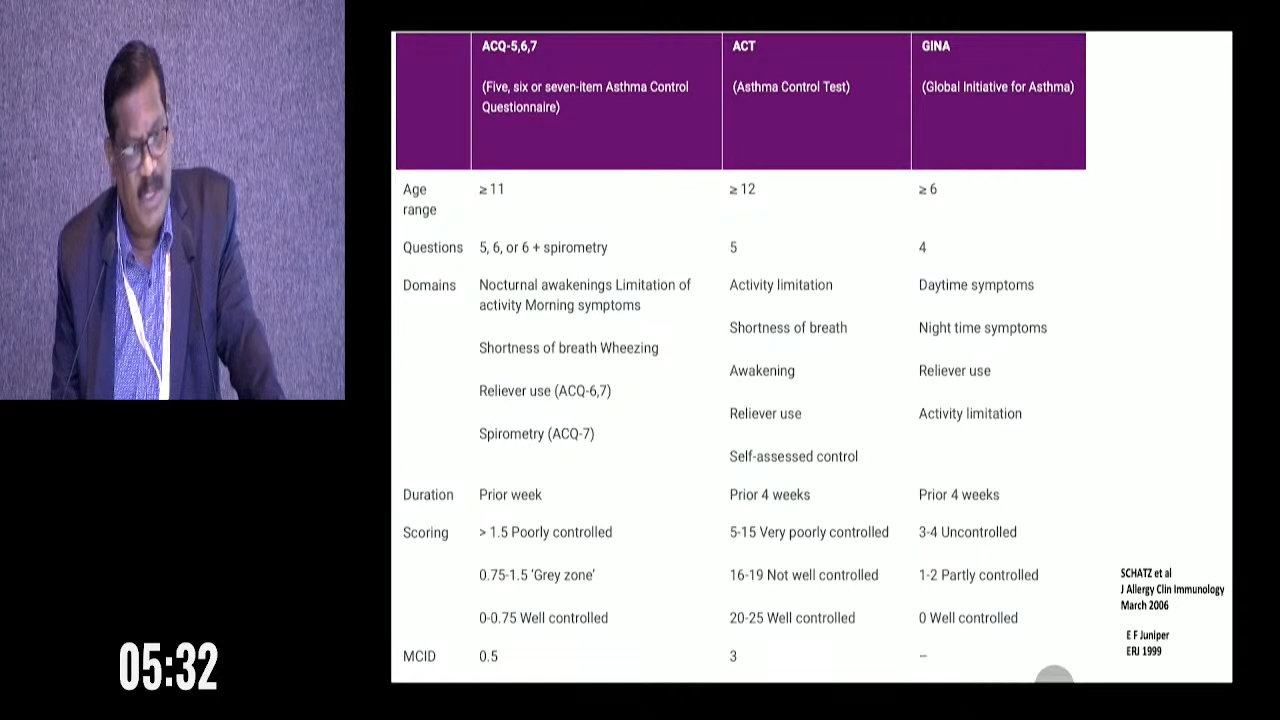 ACQ-5,6,7
(Five, six or seven-item Asthma Control
Questionnaire)
ACT
(Asthma Control Test)
GINA
(Global Initiative for Asthma)
Age
range
≥ 11
≥ 12
≥ 6
Questions
5, 6, or 6 + spirometry
5
4
Domains
Nocturnal awakenings Limitation of
activity Morning symptoms
Shortness of breath Wheezing
Reliever use (ACQ-6,7)
Spirometry (ACQ-7)
Activity limitation
Shortness of breath
Awakening
Reliever use
Self-assessed control
Daytime symptoms
Night time symptoms
Reliever use
Activity limitation
Duration
Prior week
Prior 4 weeks
Prior 4 weeks
Scoring
> 1.5 Poorly controlled
0.75-1.5 'Grey zone'
0-0.75 Well controlled
5-15 Very poorly controlled
16-19 Not well controlled
20-25 Well controlled
3-4 Uncontrolled
1-2 Partly controlled
0 Well controlled
MCID
0.5
3
–
SCHATZ et al
J Allergy Clin Immunology
March 2006
E F Juniper
ERJ 1999
05:32